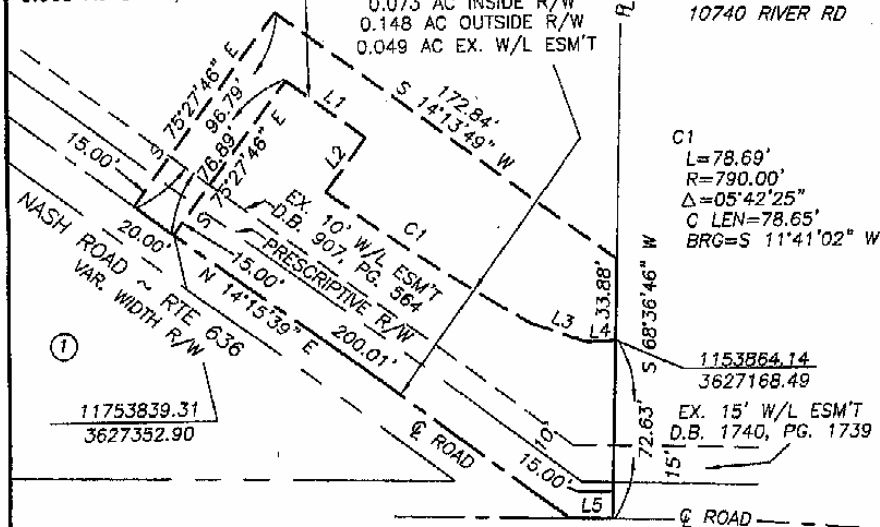 0.073 AC INSIDE R/W
0.148 AC OUTSIDE R/W
0.049 AC EX. W/L ESM'T
10740 RIVER RD
S 75°27'46" E
96.79'
76.89'
S 75°27'46" E
L1
L2
172.84'
S 14°13'49" W
C1
L=78.69'
R=790.00'
Δ=05°42'25"
C LEN=78.65'
BRG=S 11°41'02" W
15.00'
20.00'
NASH ROAD ~ RTE 636
VAR. WIDTH R/W
EX. 10' W/L ESM'T
D.B. 907, PG. 564
PRESCRIPTIVE R/W
15.00'
N 14°15'39" E
200.01'
C1
L3
L4
33.88'
S 68°36'46" W
1153864.14
3627168.49
1
11753839.31
3627352.90
EX. 15' W/L ESM'T
D.B. 1740, PG. 1739
72.63'
15'
10'
15.00'
L5
℄ ROAD
℄ ROAD